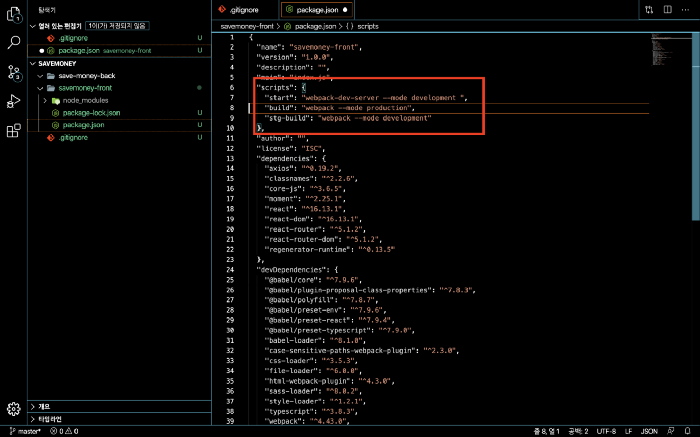 탐색기
열려 있는 편집기 1이(가) 저장되지 않음
.gitignore U
package.json savemoney-front U
SAVEMONEY
save-money-back
savemoney-front
node_modules
package-lock.json U
package.json U
.gitignore U
개요
타임라인
.gitignore
package.json
savemoney-front > package.json > {} scripts
1 {
2 "name": "savemoney-front",
3 "version": "1.0.0",
4 "description": "",
5 "main": "index.js",
6 "scripts": {
7 "start": "webpack-dev-server --mode development ",
8 "build": "webpack --mode production",
9 "stg-build": "webpack --mode development"
10 },
11 "author": "",
12 "license": "ISC",
13 "dependencies": {
14 "axios": "^0.19.2",
15 "classnames": "^2.2.6",
16 "core-js": "^3.6.5",
17 "moment": "^2.25.1",
18 "react": "^16.13.1",
19 "react-dom": "^16.13.1",
20 "react-router": "^5.1.2",
21 "react-router-dom": "^5.1.2",
22 "regenerator-runtime": "^0.13.5"
23 },
24 "devDependencies": {
25 "@babel/core": "^7.9.6",
26 "@babel/plugin-proposal-class-properties": "^7.8.3",
27 "@babel/polyfill": "^7.8.7",
28 "@babel/preset-env": "^7.9.6",
29 "@babel/preset-react": "^7.9.4",
30 "@babel/preset-typescript": "^7.9.0",
31 "babel-loader": "^8.1.0",
32 "case-sensitive-paths-webpack-plugin": "^2.3.0",
33 "css-loader": "^3.5.3",
34 "file-loader": "^6.0.0",
35 "html-webpack-plugin": "^4.3.0",
36 "sass-loader": "^8.0.2",
37 "style-loader": "^1.2.1",
38 "typescript": "^3.8.3",
39 "webpack": "^4.43.0",
master* 0 0 줄 8, 열 1 공백: 2 UTF-8 LF JSON